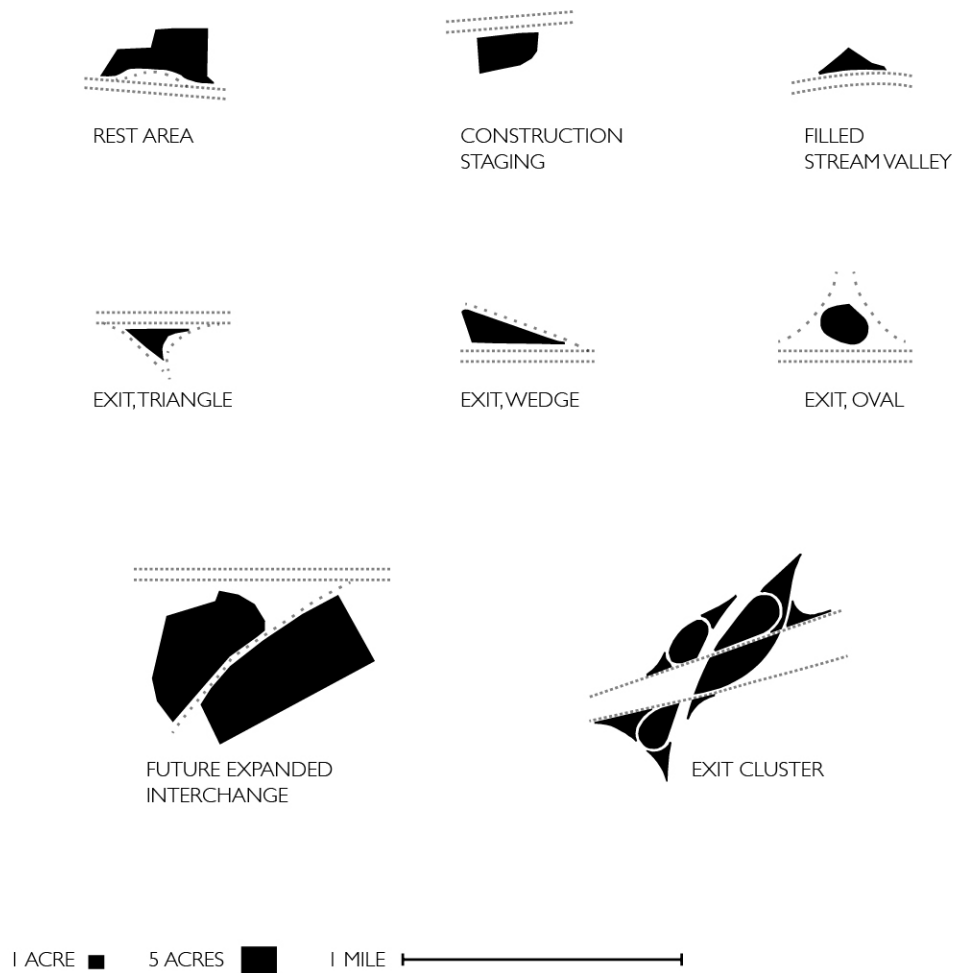 REST AREA
CONSTRUCTION
STAGING
FILLED
STREAM VALLEY
EXIT, TRIANGLE
EXIT, WEDGE
EXIT, OVAL
FUTURE EXPANDED
INTERCHANGE
EXIT CLUSTER
1 ACRE
5 ACRES
1 MILE